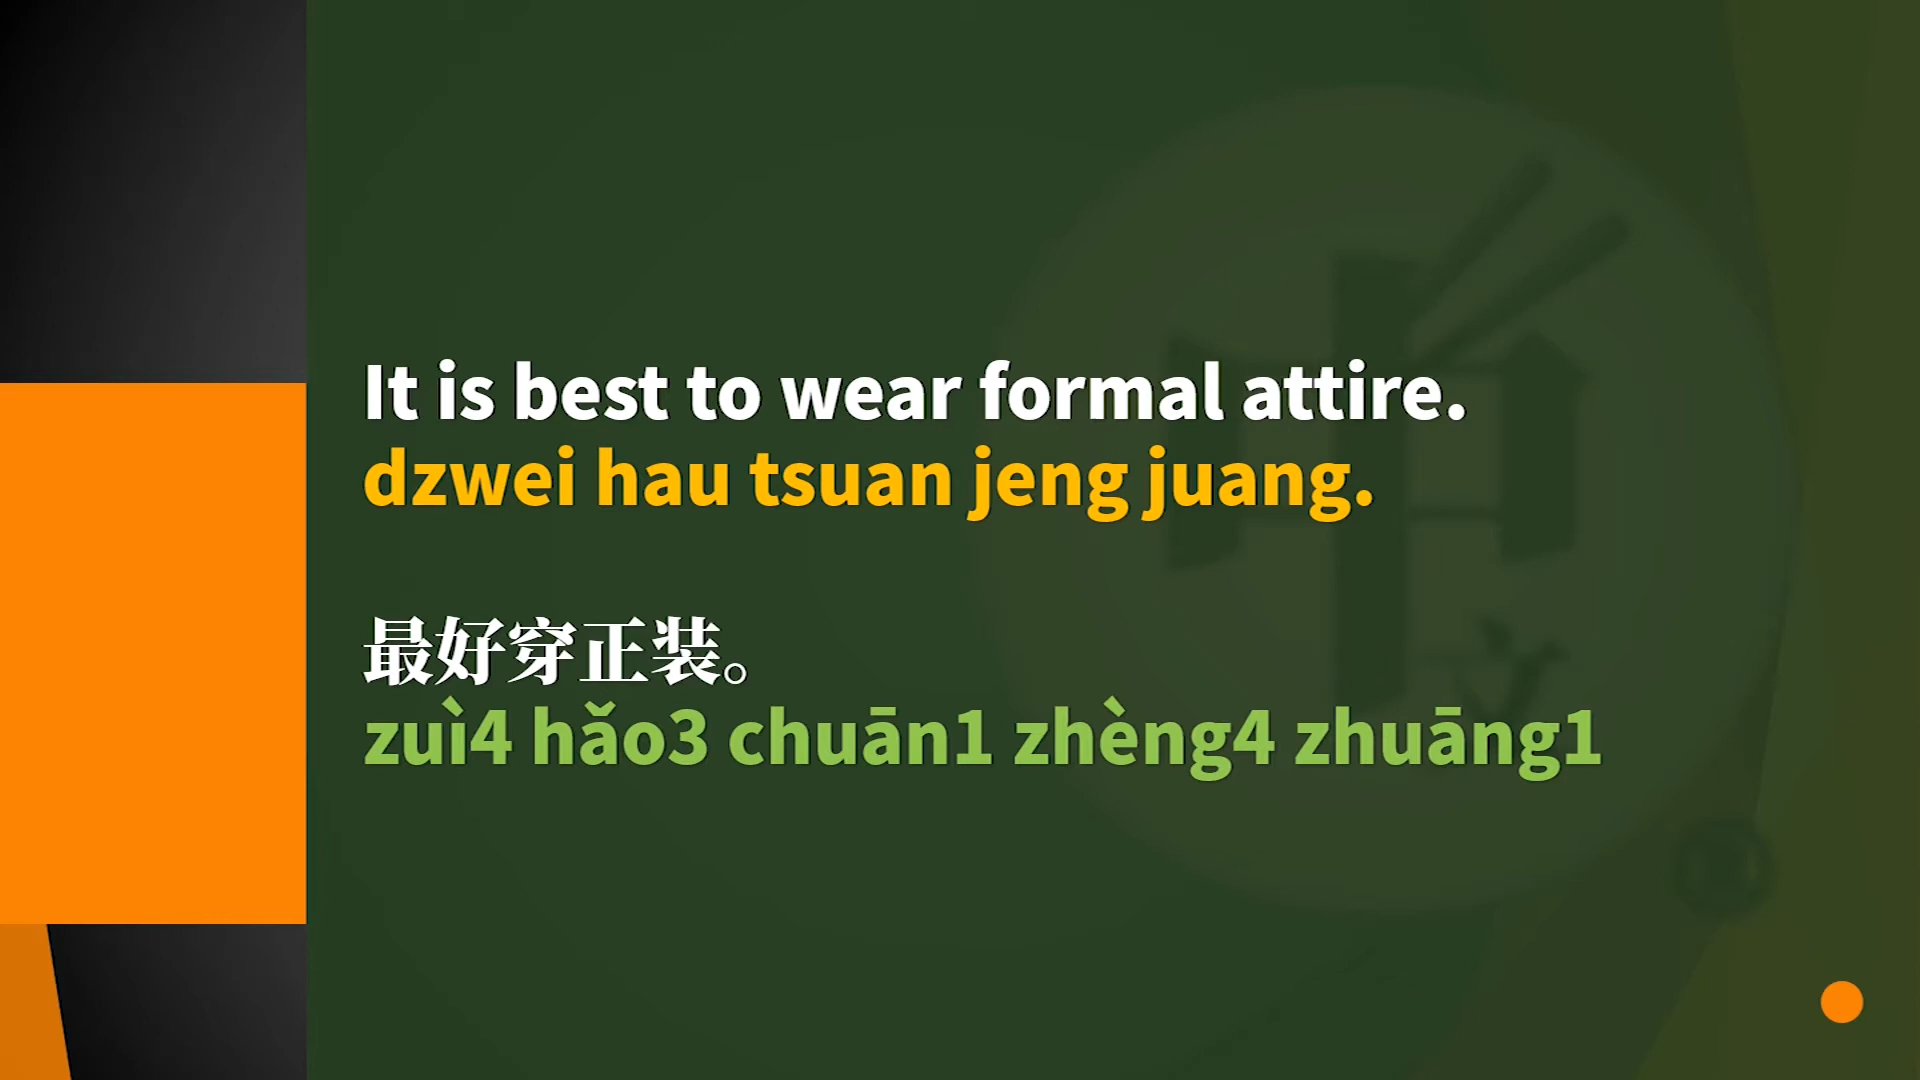 It is best to wear formal attire.
dzwei hau tsuan jeng juang.
最好穿正装。
zuì4 hǎo3 chuān1 zhèng4 zhuāng1